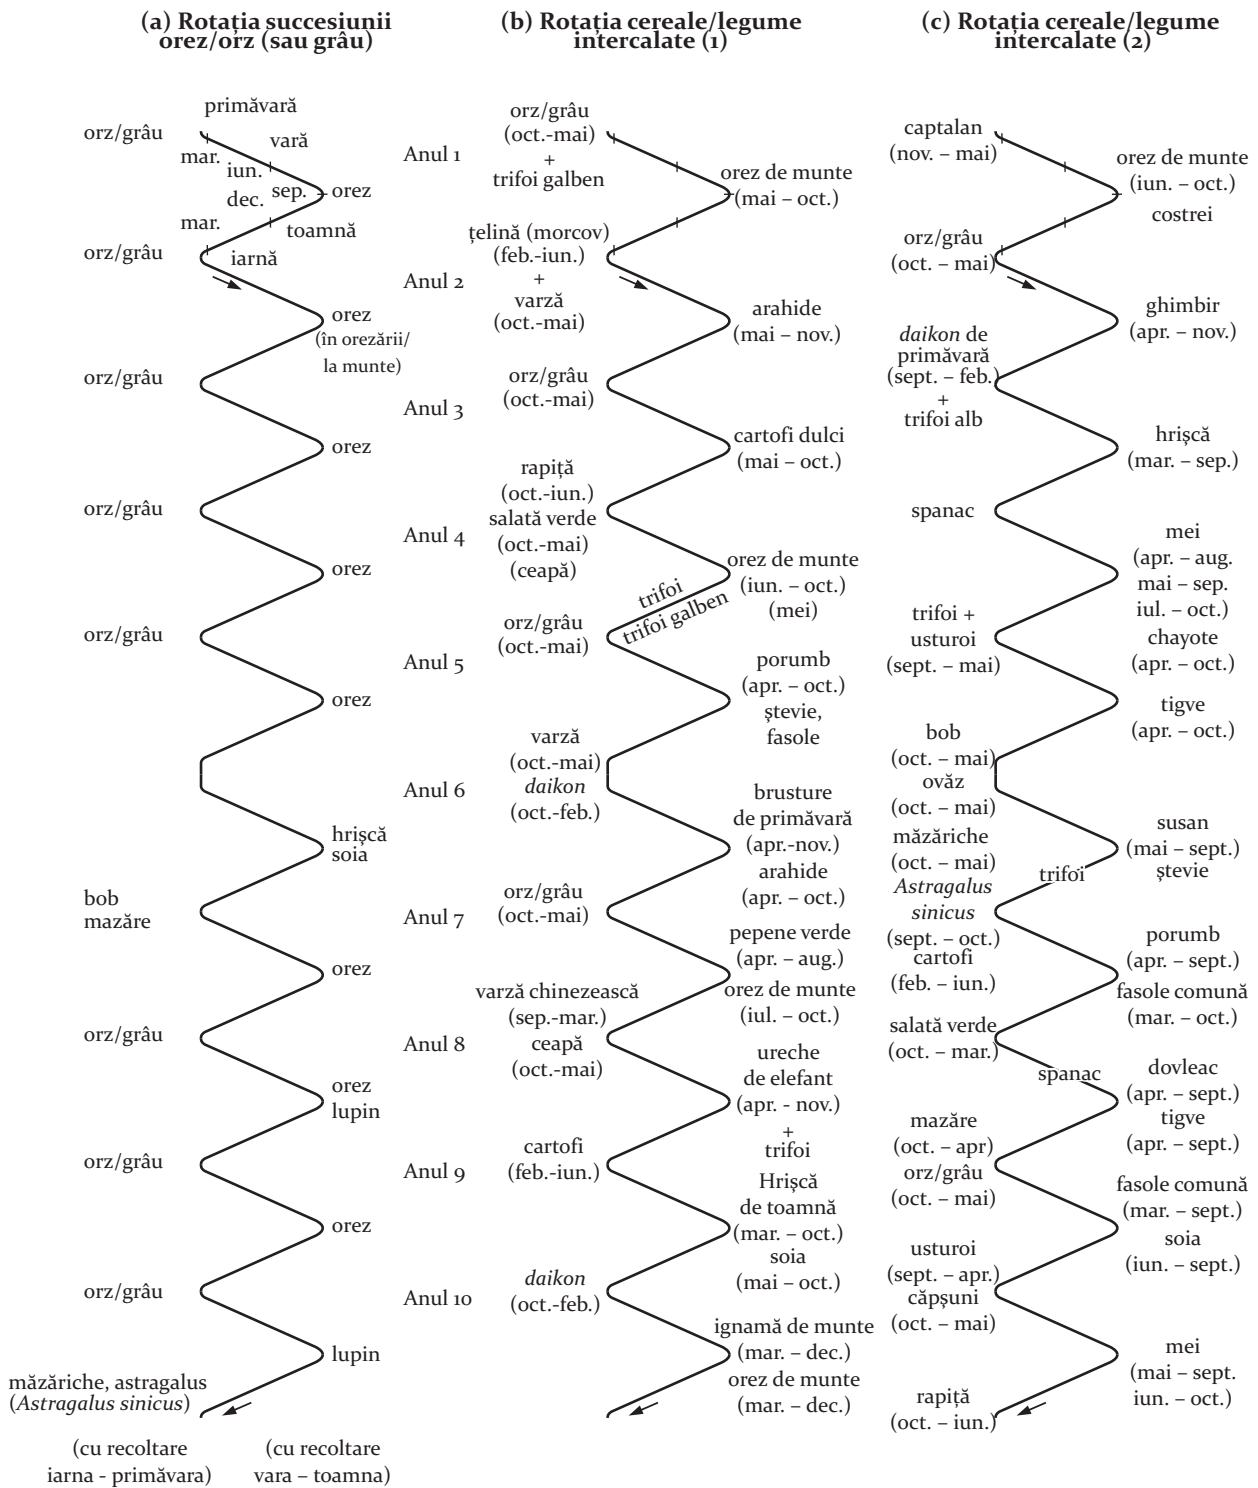 (a) Rotația succesiunii
orez/orz (sau grâu)
primăvară
orz/grâu
mar.
vară
iun.
dec.
sep.
orez
mar.
toamnă
orz/grâu
iarnă
orez
(în orezării/
la munte)
orz/grâu
orez
orz/grâu
orez
orz/grâu
orez
hrișcă
soia
bob
mazăre
orez
orz/grâu
orez
lupin
orz/grâu
orez
orz/grâu
lupin
măzăriche, astragalus
(Astragalus sinicus)
(cu recoltare
iarna - primăvara)
(cu recoltare
vara – toamna)
(b) Rotația cereale/legume
intercalate (1)
Anul 1
orz/grâu
(oct.-mai)
+
trifoi galben
orez de munte
(mai – oct.)
țelină (morcov)
(feb.-iun.)
Anul 2
+
varză
(oct.-mai)
arahide
(mai – nov.)
orz/grâu
(oct.-mai)
Anul 3
cartofi dulci
(mai – oct.)
rapiță
(oct.-iun.)
salată verde
Anul 4
(oct.-mai)
(ceapă)
orez de munte
(iun. – oct.)
(mei)
trifoi
trifoi galben
orz/grâu
(oct.-mai)
Anul 5
porumb
(apr. – oct.)
ștevie,
fasole
varză
(oct.-mai)
daikon
Anul 6
(oct.-feb.)
brusture
de primăvară
(apr.-nov.)
arahide
(apr. – oct.)
orz/grâu
(oct.-mai)
Anul 7
pepene verde
(apr. – aug.)
orez de munte
(iul. – oct.)
varză chinezească
(sep.-mar.)
ceapă
Anul 8
(oct.-mai)
ureche
de elefant
(apr. - nov.)
+
trifoi
cartofi
(feb.-iun.)
Anul 9
Hrișcă
de toamnă
(mar. – oct.)
soia
(mai – oct.)
daikon
(oct.-feb.)
Anul 10
ignamă de munte
(mar. – dec.)
orez de munte
(mar. – dec.)
(c) Rotația cereale/legume
intercalate (2)
captalan
(nov. – mai)
orez de munte
(iun. – oct.)
costrei
orz/grâu
(oct. – mai)
ghimbir
(apr. – nov.)
daikon de
primăvară
(sept. – feb.)
+
trifoi alb
hrișcă
(mar. – sep.)
spanac
mei
(apr. – aug.
mai – sep.
iul. – oct.)
trifoi +
usturoi
(sept. – mai)
chayote
(apr. – oct.)
tigve
(apr. – oct.)
bob
(oct. – mai)
ovăz
(oct. – mai)
măzăriche
(oct. – mai)
susan
(mai – sept.)
ștevie
trifoi
Astragalus
sinicus
(sept. – oct.)
cartofi
(feb. – iun.)
porumb
(apr. – sept.)
fasole comună
(mar. – oct.)
salată verde
(oct. – mar.)
spanac
dovleac
(apr. – sept.)
tigve
(apr. – sept.)
mazăre
(oct. – apr)
orz/grâu
(oct. – mai)
fasole comună
(mar. – sept.)
soia
(iun. – sept.)
usturoi
(sept. – apr.)
căpșuni
(oct. – mai)
mei
(mai – sept.
iun. – oct.)
rapiță
(oct. – iun.)